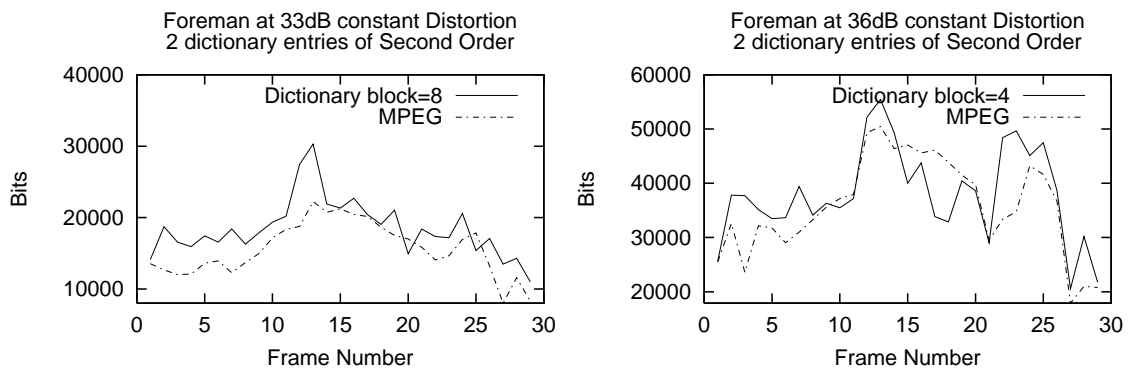 Foreman at 33dB constant Distortion
2 dictionary entries of Second Order
40000
30000
20000
10000
Bits
Dictionary block=8
MPEG
0 5 10 15 20 25 30
Frame Number
Foreman at 36dB constant Distortion
2 dictionary entries of Second Order
60000
50000
40000
30000
20000
Bits
Dictionary block=4
MPEG
0 5 10 15 20 25 30
Frame Number